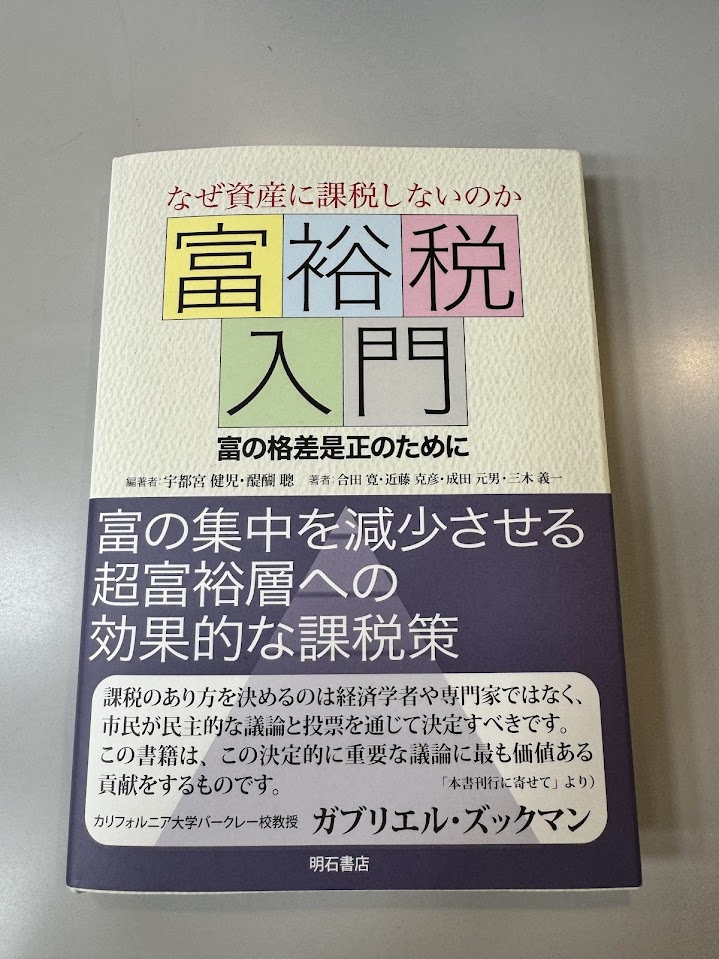 なぜ資産に課税しないのか
富裕税
入門
富の格差是正のために
編著者:宇都宮 健児・醍醐 聰 著者:合田 寛・近藤 克彦・成田 元男・三木 義一
富の集中を減少させる
超富裕層への
効果的な課税策
課税のあり方を決めるのは経済学者や専門家ではなく、
市民が民主的な議論と投票を通じて決定すべきです。
この書籍は、この決定的に重要な議論に最も価値ある
貢献をするものです。 「本書刊行に寄せて」より)
カリフォルニア大学バークレー校教授 ガブリエル・ズックマン
明石書店